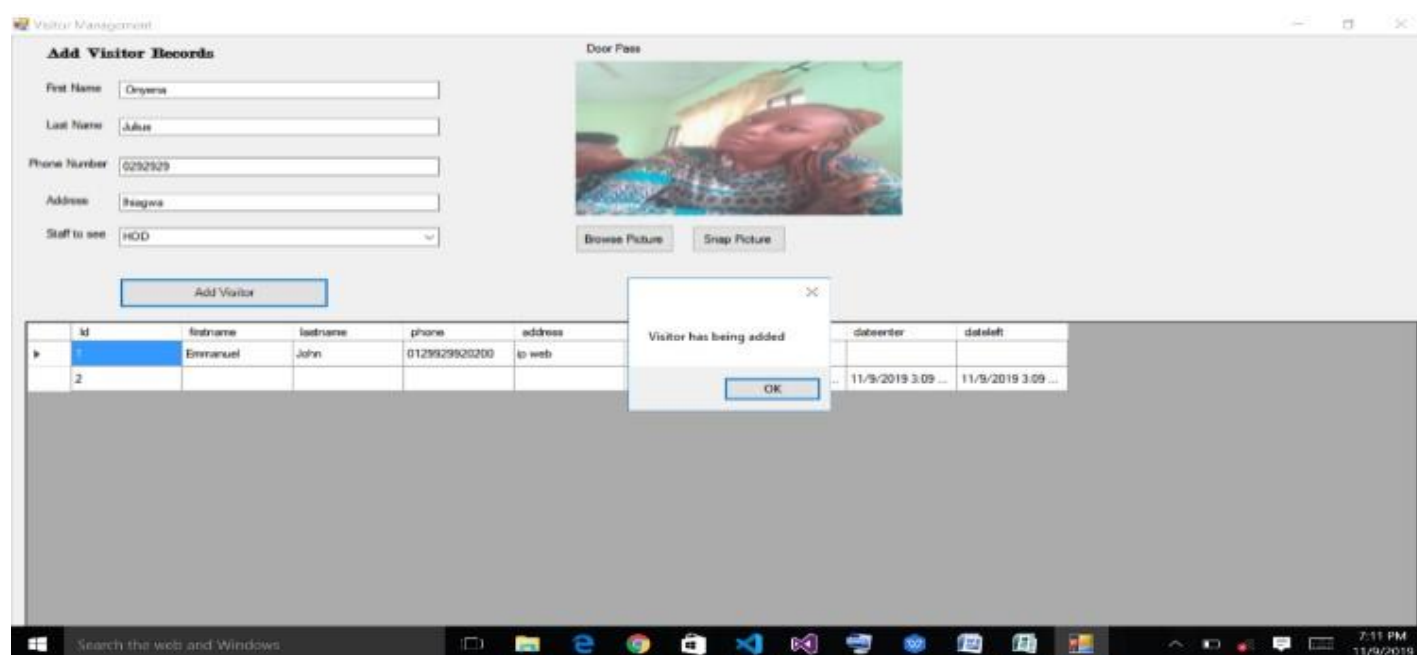 Visitor Management
Add Visitor Records
Door Pass
First Name
Last Name
Julius
Phone Number 0292929
Address
Staff to see HOD
Browse Picture Snap Picture
Add Visitor
Visitor has being added
OK
id firstname lastname phone address dateenter dateleft
1 Emmanuel John 0129929920200 ip web
2 ... 11/9/2019 3:09 ... 11/9/2019 3:09 ...
Search the web and Windows
7:11 PM
11/9/2019